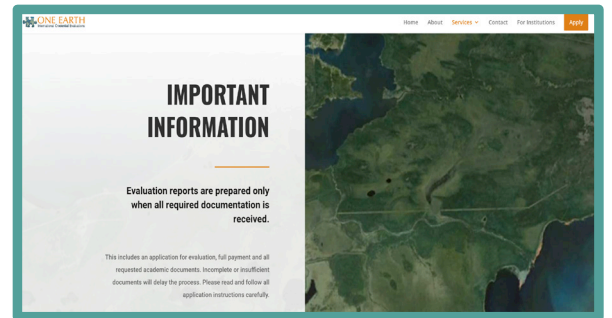 ONE EARTH
International Credential Evaluators
Home About Services Contact For Institutions Apply
IMPORTANT
INFORMATION
Evaluation reports are prepared only
when all required documentation is
received.
This includes an application for evaluation, full payment and all
requested academic documents. Incomplete or insufficient
documents will delay the process. Please read and follow all
application instructions carefully.